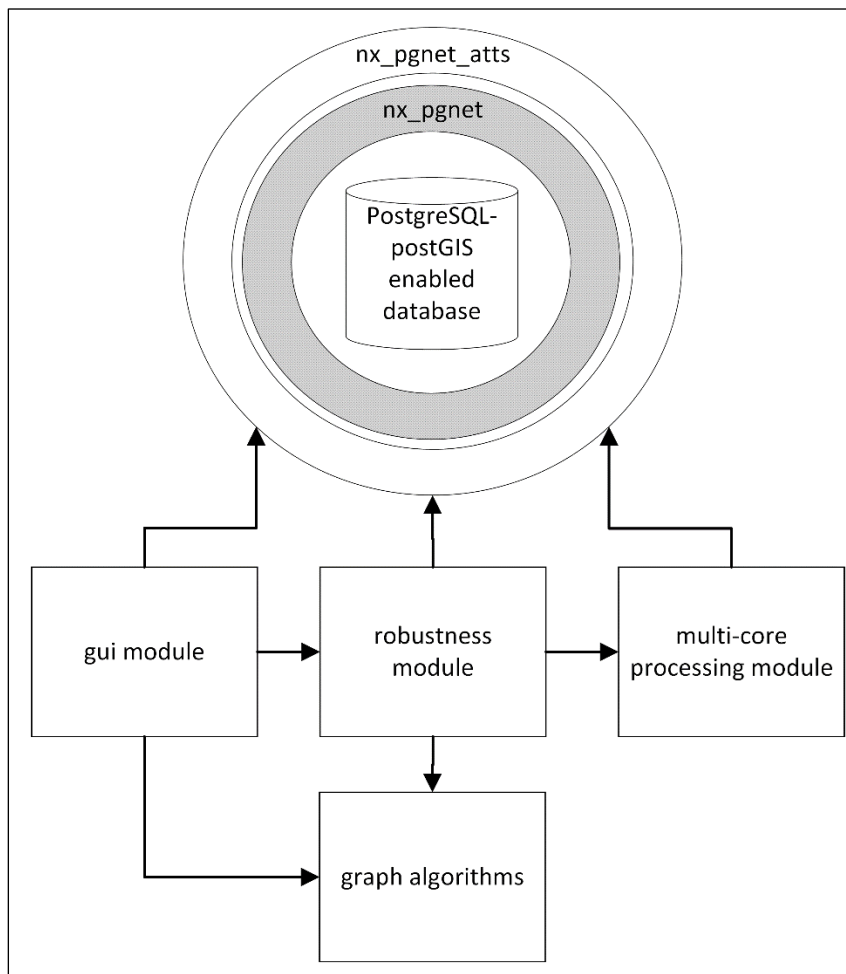 nx_pgnet_atts
nx_pgnet
PostgreSQL-
postGIS
enabled
database
gui module
robustness
module
multi-core
processing module
graph algorithms